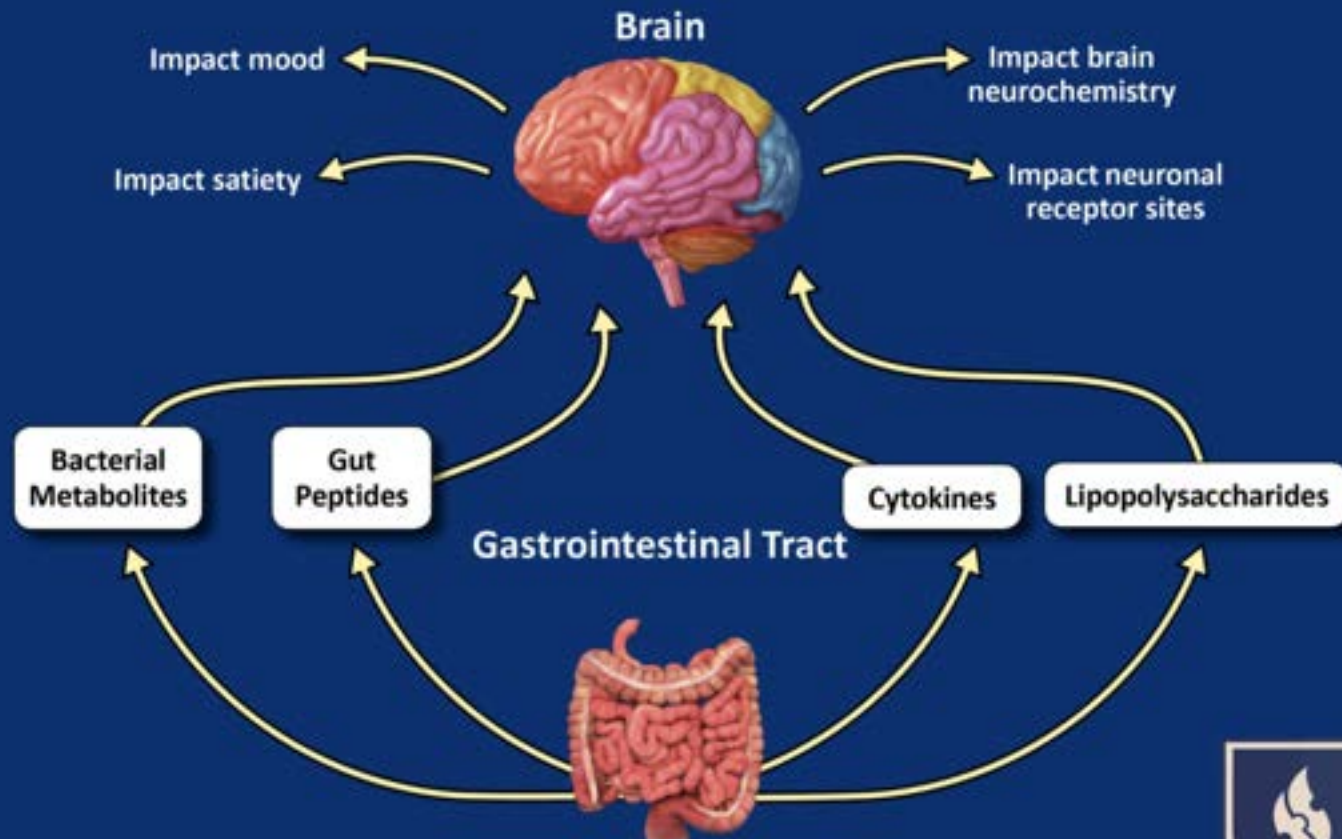 Brain
Impact mood
Impact brain
neurochemistry
Impact satiety
Impact neuronal
receptor sites
Bacterial
Metabolites
Gut
Peptides
Cytokines
Lipopolysaccharides
Gastrointestinal Tract